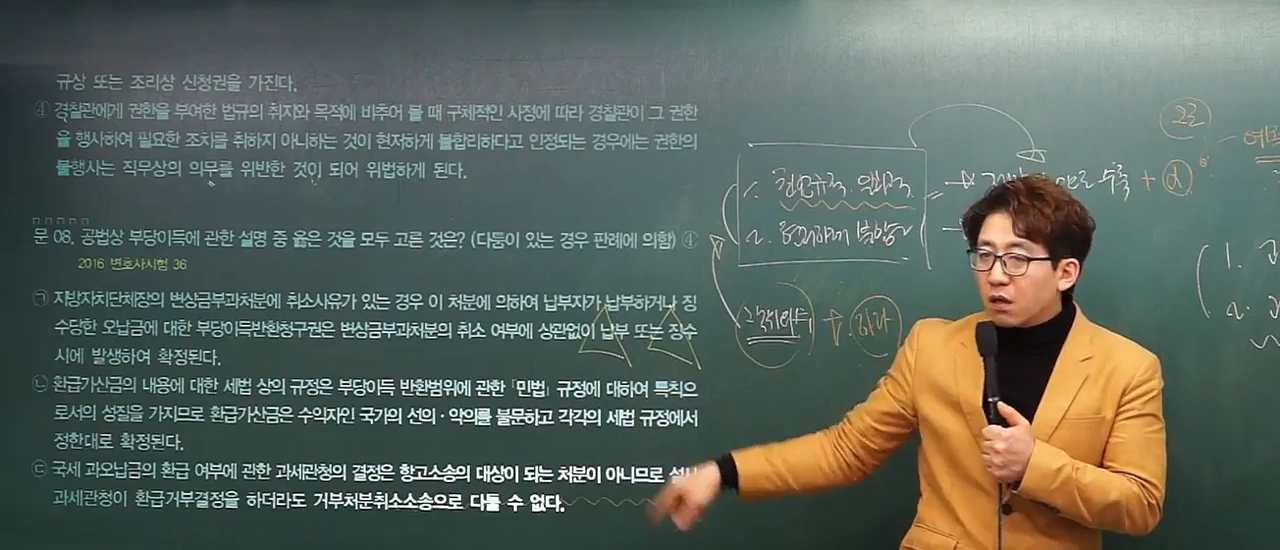 규상 또는 조리상 신청권을 가진다.
④ 경찰관에게 권한을 부여한 법규의 취지와 목적에 비추어 볼 때 구체적인 사정에 따라 경찰관이 그 권한
을 행사하여 필요한 조치를 취하지 아니하는 것이 현저하게 불합리하다고 인정되는 경우에는 권한의
불행사는 직무상의 의무를 위반한 것이 되어 위법하게 된다.
문 08. 공법상 부당이득에 관한 설명 중 옳은 것을 모두 고른 것은? (다툼이 있는 경우 판례에 의함) ④
2016 변호사시험 36
㉠ 지방자치단체장의 변상금부과처분에 취소사유가 있는 경우 이 처분에 의하여 납부자가 납부하거나 징
수당한 오납금에 대한 부당이득반환청구권은 변상금부과처분의 취소 여부에 상관없이 납부 또는 징수
시에 발생하여 확정된다.
㉡ 환급가산금의 내용에 대한 세법 상의 규정은 부당이득 반환범위에 관한 「민법」 규정에 대하여 특칙으
로서의 성질을 가지므로 환급가산금은 수익자인 국가의 선의·악의를 불문하고 각각의 세법 규정에서
정한대로 확정된다.
㉢ 국세 과오납금의 환급 여부에 관한 과세관청의 결정은 항고소송의 대상이 되는 처분이 아니므로 설
과세관청이 환급거부결정을 하더라도 거부처분취소소송으로 다툴 수 없다.
1.
2.
수축 + α
1.
2.